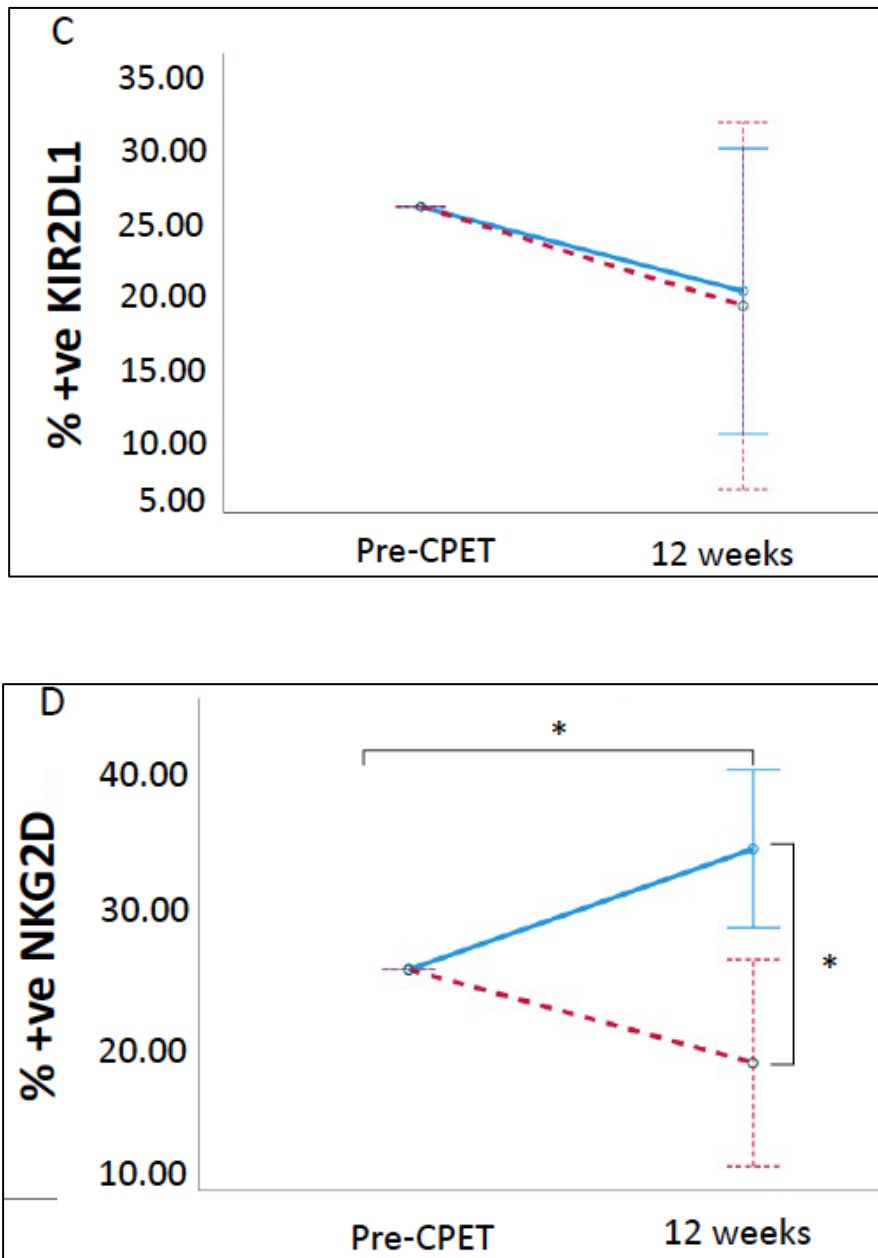 C
35.00
30.00
25.00
20.00
15.00
10.00
5.00
% +ve KIR2DL1
Pre-CPET 12 weeks
D
*
40.00
30.00
*
20.00
10.00
% +ve NKG2D
Pre-CPET 12 weeks